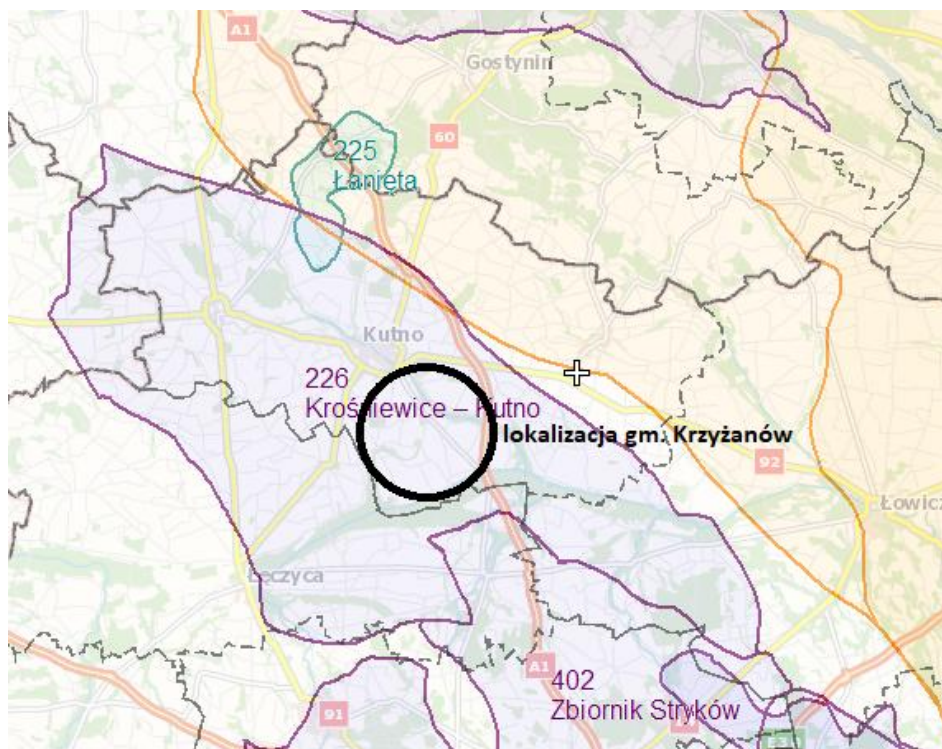 A1
Gostynin
60
225
Łanięta
Kutno
226
Krośniewice – Kutno
lokalizacja gm. Krzyżanów
92
Łowicz
Łęczyca
402
A1
Zbiornik Stryków
91